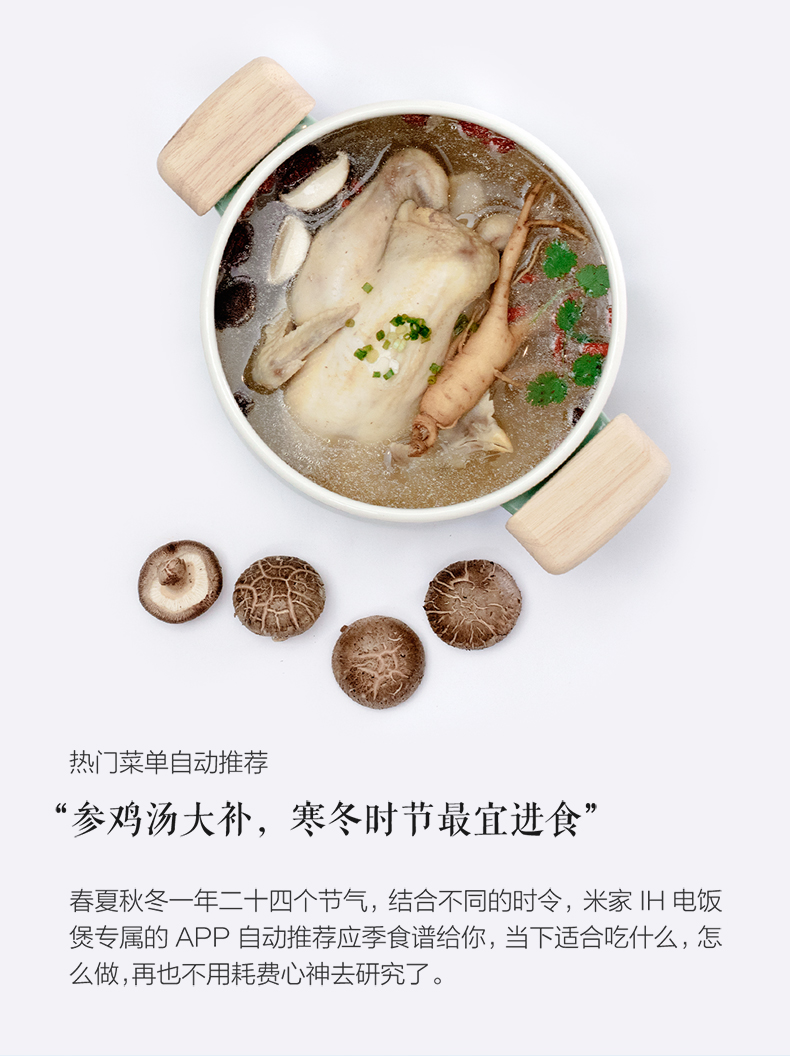 热门菜单自动推荐
“参鸡汤大补，寒冬时节最宜进食”
春夏秋冬一年二十四个节气，结合不同的时令，米家 IH 电饭
煲专属的 APP 自动推荐应季食谱给你，当下适合吃什么，怎
么做,再也不用耗费心神去研究了。